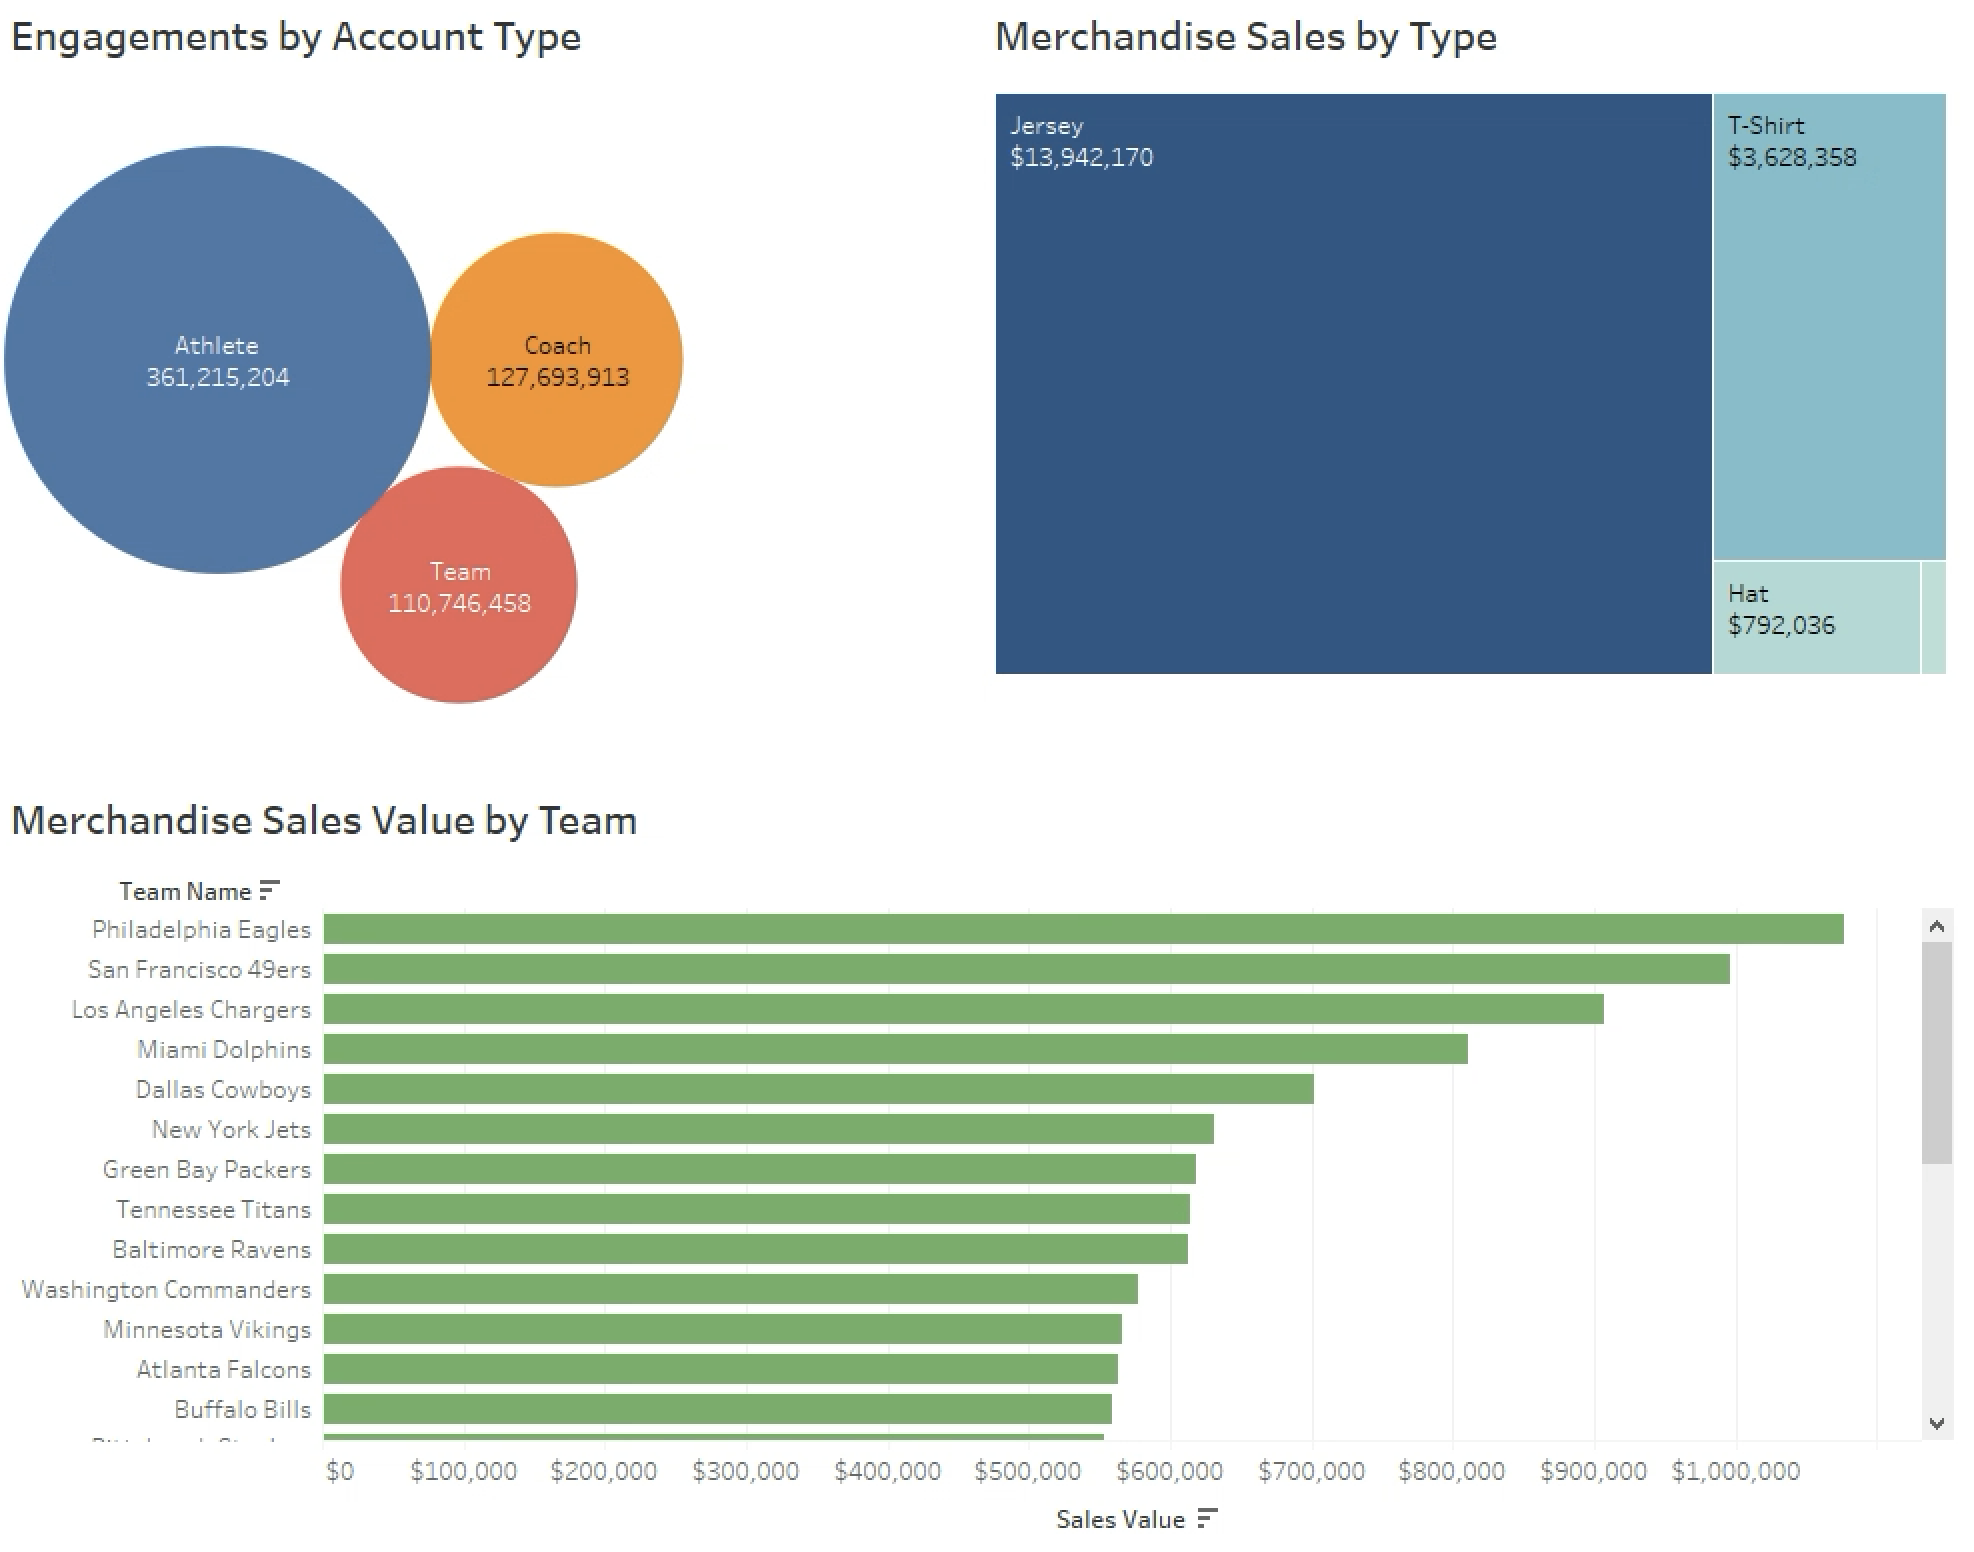 Engagements by Account Type
Athlete
361,215,204
Coach
127,693,913
Team
110,746,458
Merchandise Sales by Type
Jersey
$13,942,170
T-Shirt
$3,628,358
Hat
$792,036
Merchandise Sales Value by Team
Team Name
Philadelphia Eagles
San Francisco 49ers
Los Angeles Chargers
Miami Dolphins
Dallas Cowboys
New York Jets
Green Bay Packers
Tennessee Titans
Baltimore Ravens
Washington Commanders
Minnesota Vikings
Atlanta Falcons
Buffalo Bills
$0 $100,000 $200,000 $300,000 $400,000 $500,000 $600,000 $700,000 $800,000 $900,000 $1,000,000
Sales Value